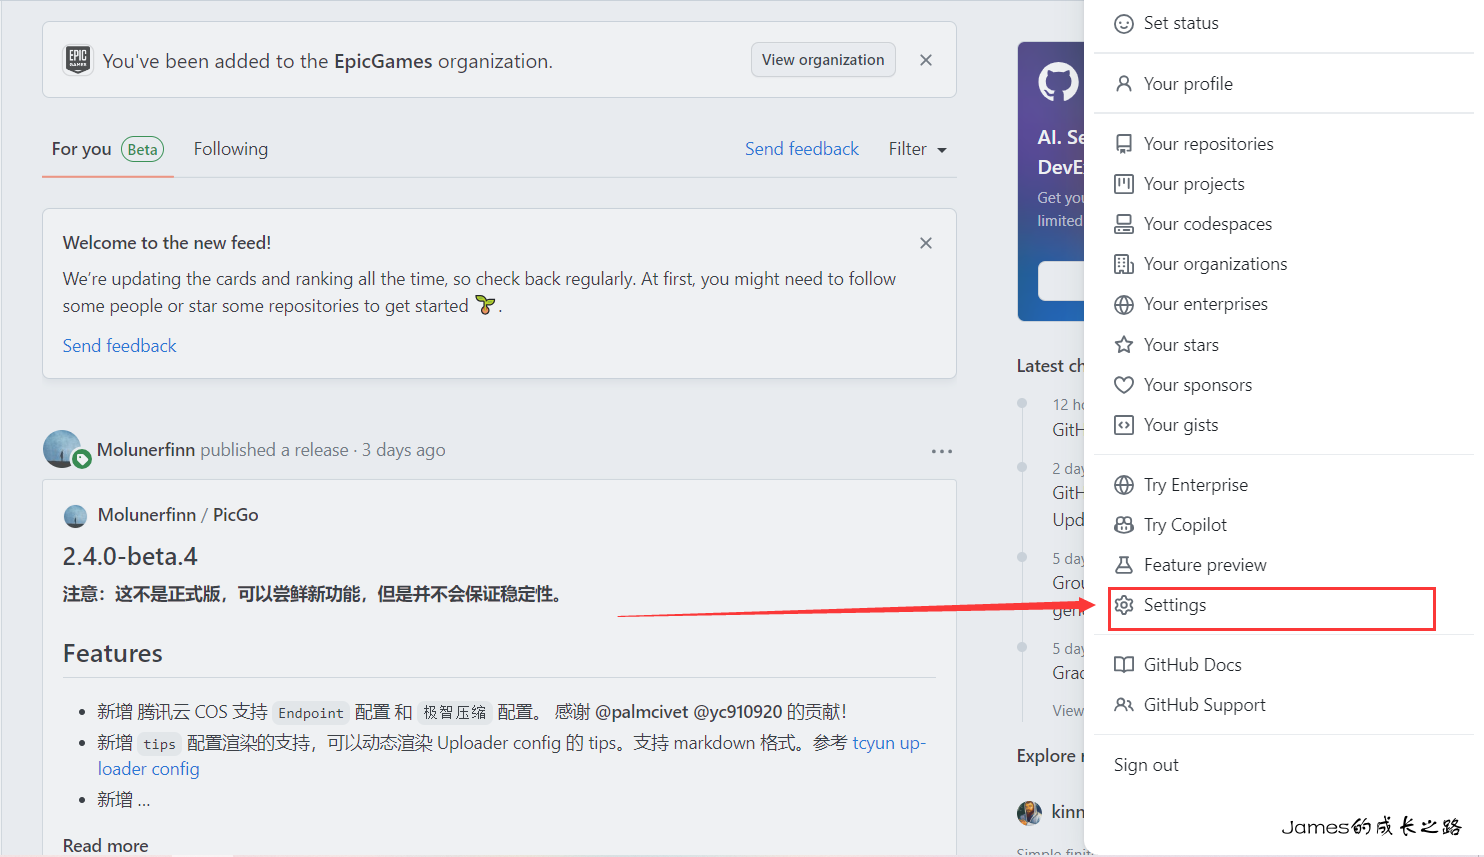 EPIC GAMES
You've been added to the EpicGames organization.
View organization
For you Beta Following Send feedback Filter
Welcome to the new feed!
We're updating the cards and ranking all the time, so check back regularly. At first, you might need to follow
some people or star some repositories to get started .
Send feedback
Molunerfinn published a release · 3 days ago
Molunerfinn / PicGo
2.4.0-beta.4
注意：这不是正式版，可以尝鲜新功能，但是并不会保证稳定性。
Features
新增 腾讯云 COS 支持 Endpoint 配置 和 极智压缩 配置。 感谢 @palmcivet @yc910920 的贡献！
新增 tips 配置渲染的支持，可以动态渲染 Uploader config 的 tips。支持 markdown 格式。参考 tcyun up-
loader config
新增 ...
Read more
AI. Se
DevE
Get you
limited
Latest ch
12 ho
GitH
2 day
GitH
Upd
5 day
Grou
gene
5 day
Grad
View
Explore r
kinn
Simple finit
Set status
Your profile
Your repositories
Your projects
Your codespaces
Your organizations
Your enterprises
Your stars
Your sponsors
Your gists
Try Enterprise
Try Copilot
Feature preview
Settings
GitHub Docs
GitHub Support
Sign out
James的成长之路